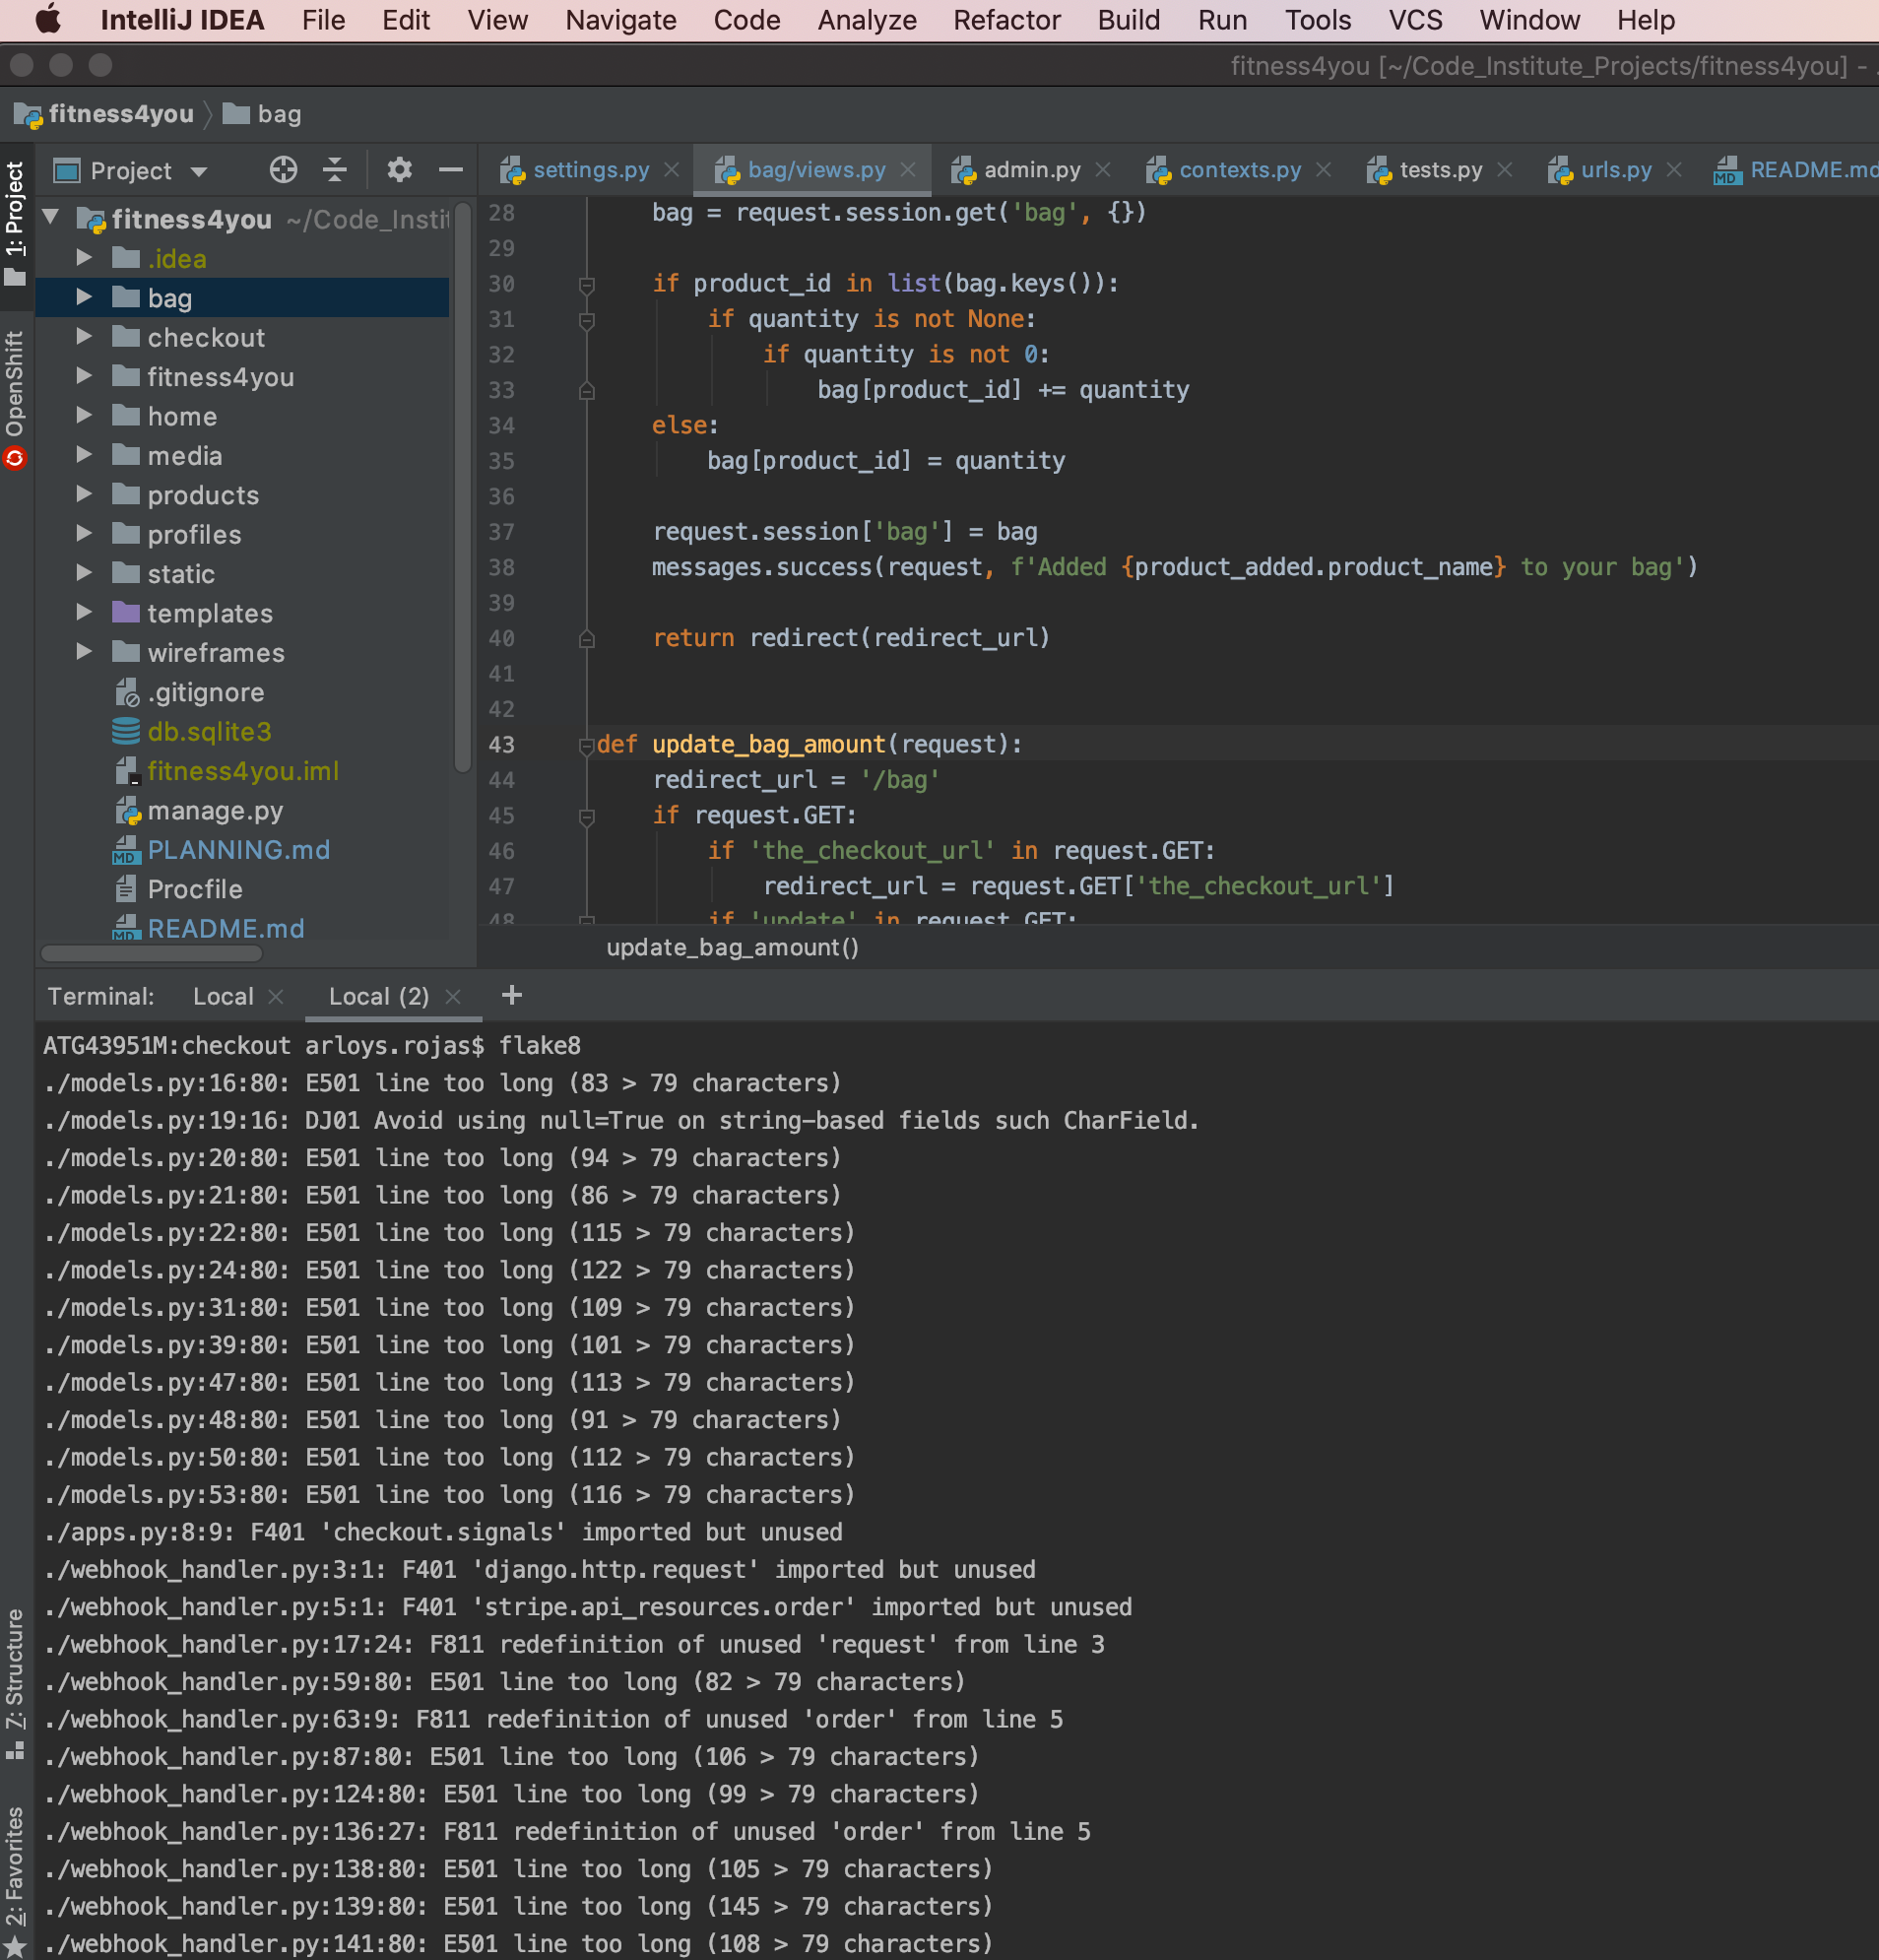 IntelliJ IDEA File Edit View Navigate Code Analyze Refactor Build Run Tools VCS Window Help
fitness4you [~/Code_Institute_Projects/fitness4you] - .
fitness4you bag
1: Project
OpenShift
7: Structure
2: Favorites
Project
settings.py bag/views.py admin.py contexts.py tests.py urls.py README.md
fitness4you ~/Code_Instit
.idea
bag
checkout
fitness4you
home
media
products
profiles
static
templates
wireframes
.gitignore
db.sqlite3
fitness4you.iml
manage.py
MD PLANNING.md
Procfile
MD README.md
28 bag = request.session.get('bag', {})
29
30 if product_id in list(bag.keys()):
31 if quantity is not None:
32 if quantity is not 0:
33 bag[product_id] += quantity
34 else:
35 bag[product_id] = quantity
36
37 request.session['bag'] = bag
38 messages.success(request, f'Added {product_added.product_name} to your bag')
39
40 return redirect(redirect_url)
41
42
43 def update_bag_amount(request):
44 redirect_url = '/bag'
45 if request.GET:
46 if 'the_checkout_url' in request.GET:
47 redirect_url = request.GET['the_checkout_url']
48 if 'update' in request.GET:
update_bag_amount()
Terminal: Local Local (2) +
ATG43951M:checkout arloys.rojas$ flake8
./models.py:16:80: E501 line too long (83 > 79 characters)
./models.py:19:16: DJ01 Avoid using null=True on string-based fields such CharField.
./models.py:20:80: E501 line too long (94 > 79 characters)
./models.py:21:80: E501 line too long (86 > 79 characters)
./models.py:22:80: E501 line too long (115 > 79 characters)
./models.py:24:80: E501 line too long (122 > 79 characters)
./models.py:31:80: E501 line too long (109 > 79 characters)
./models.py:39:80: E501 line too long (101 > 79 characters)
./models.py:47:80: E501 line too long (113 > 79 characters)
./models.py:48:80: E501 line too long (91 > 79 characters)
./models.py:50:80: E501 line too long (112 > 79 characters)
./models.py:53:80: E501 line too long (116 > 79 characters)
./apps.py:8:9: F401 'checkout.signals' imported but unused
./webhook_handler.py:3:1: F401 'django.http.request' imported but unused
./webhook_handler.py:5:1: F401 'stripe.api_resources.order' imported but unused
./webhook_handler.py:17:24: F811 redefinition of unused 'request' from line 3
./webhook_handler.py:59:80: E501 line too long (82 > 79 characters)
./webhook_handler.py:63:9: F811 redefinition of unused 'order' from line 5
./webhook_handler.py:87:80: E501 line too long (106 > 79 characters)
./webhook_handler.py:124:80: E501 line too long (99 > 79 characters)
./webhook_handler.py:136:27: F811 redefinition of unused 'order' from line 5
./webhook_handler.py:138:80: E501 line too long (105 > 79 characters)
./webhook_handler.py:139:80: E501 line too long (145 > 79 characters)
./webhook_handler.py:141:80: E501 line too long (108 > 79 characters)